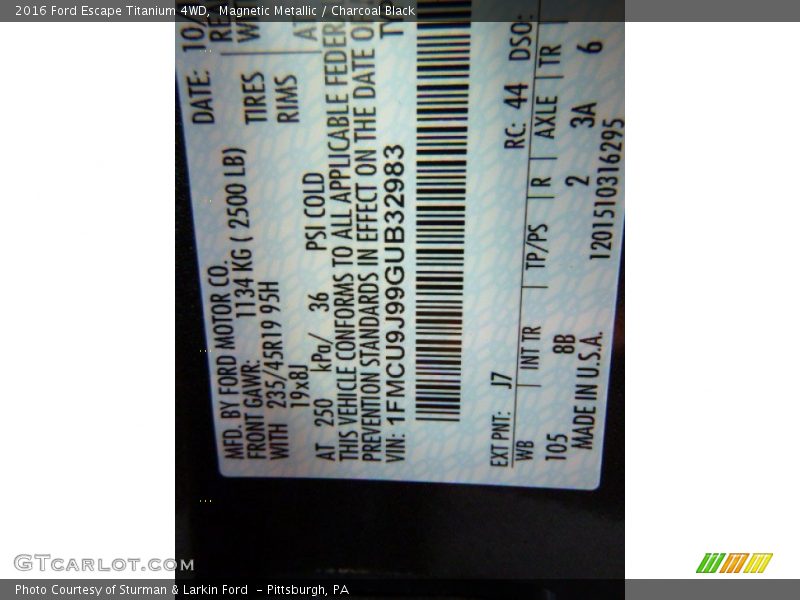 2016 Ford Escape Titanium 4WD, Magnetic Metallic / Charcoal Black
MFD. BY FORD MOTOR CO.
DATE: 10/
FRONT GAWR: 1134 KG ( 2500 LB)
WITH 235/45R19 95H TIRES
19x8J RIMS
AT 250 kPa/ 36 PSI COLD AT
THIS VEHICLE CONFORMS TO ALL APPLICABLE FEDER
PREVENTION STANDARDS IN EFFECT ON THE DATE OF
VIN: 1FMCU9J99GUB32983 TY
EXT PNT: J7 RC: 44 DSO:
WB INT TR TP/PS R AXLE TR
105 8B 2 3A 6
MADE IN U.S.A. 1201510316295
GTCARLOT.COM
Photo Courtesy of Sturman & Larkin Ford - Pittsburgh, PA